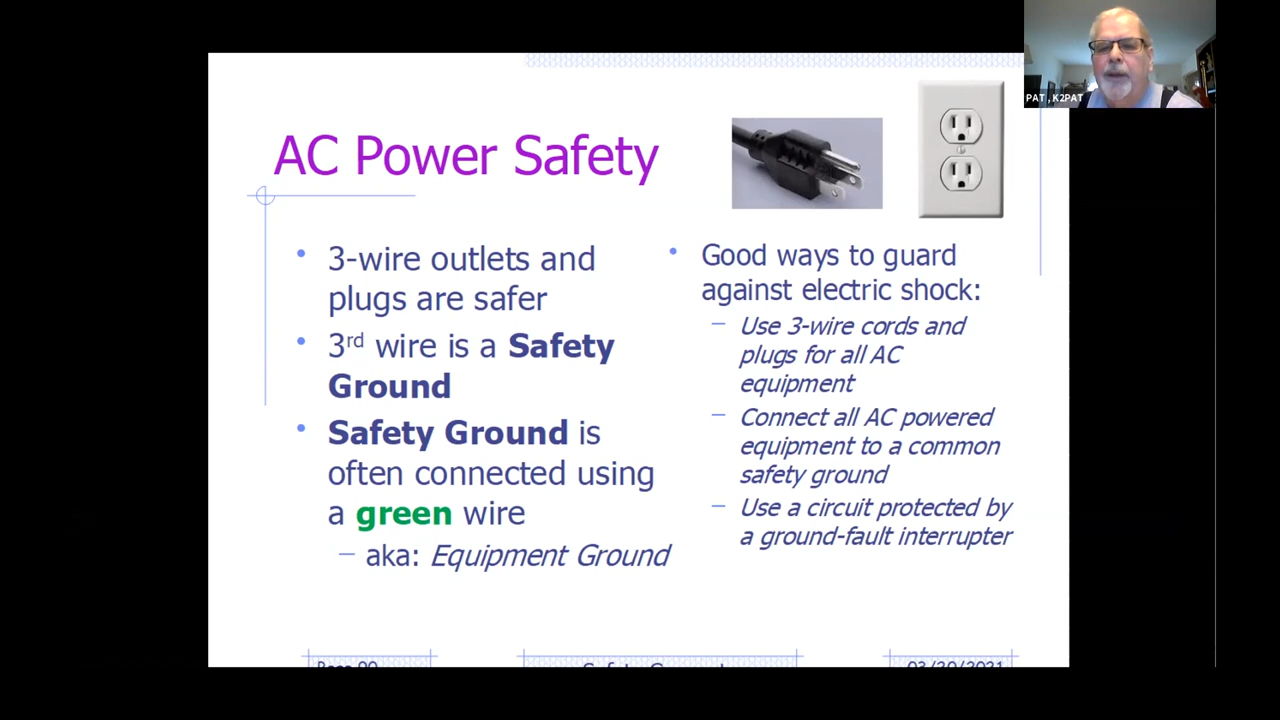 PAT , K2PAT
AC Power Safety
• 3-wire outlets and
plugs are safer
• 3rd wire is a Safety
Ground
• Safety Ground is
often connected using
a green wire
– aka: Equipment Ground
• Good ways to guard
against electric shock:
– Use 3-wire cords and
plugs for all AC
equipment
– Connect all AC powered
equipment to a common
safety ground
– Use a circuit protected by
a ground-fault interrupter
03/20/2021